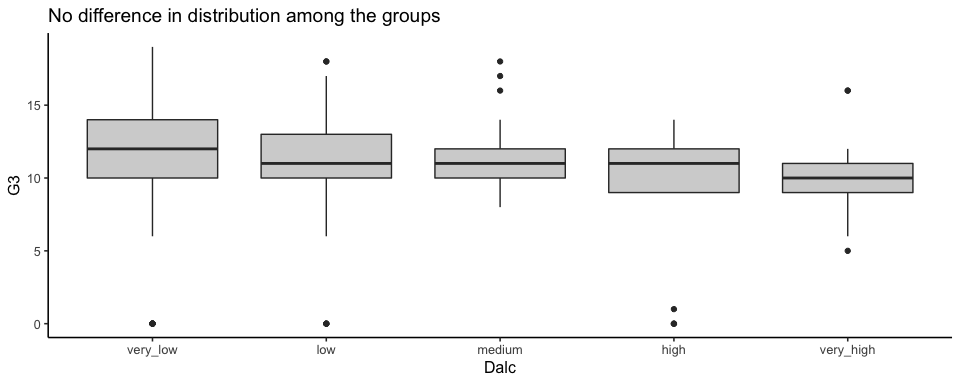 No difference in distribution among the groups
G3
15
10
5
0
very_low low medium high very_high
Dalc